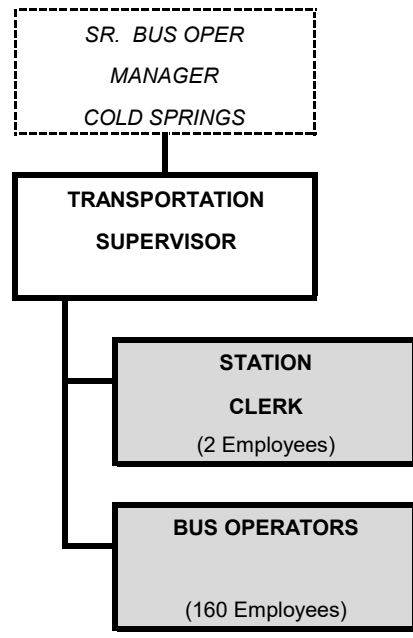 SR. BUS OPER
MANAGER
COLD SPRINGS
TRANSPORTATION
SUPERVISOR
STATION
CLERK
(2 Employees)
BUS OPERATORS
(160 Employees)